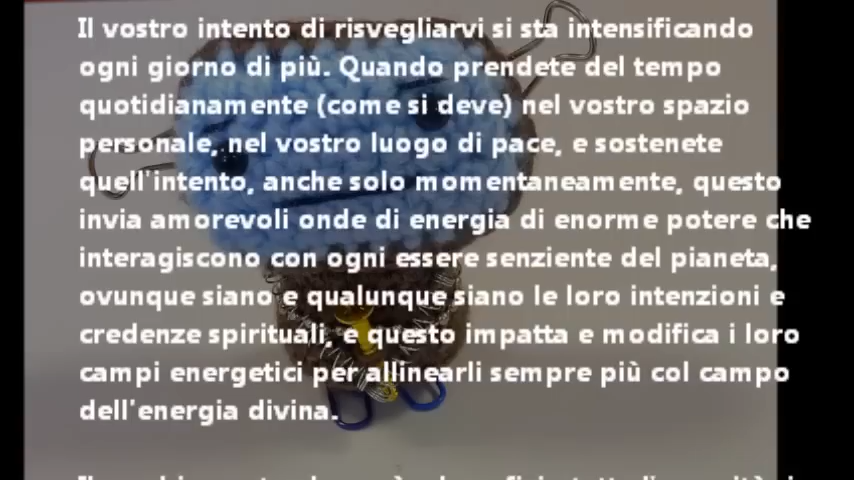 Il vostro intento di risvegliarvi si sta intensificando
ogni giorno di più. Quando prendete del tempo
quotidianamente (come si deve) nel vostro spazio
personale, nel vostro luogo di pace, e sostenete
quell'intento, anche solo momentaneamente, questo
invia amorevoli onde di energia di enorme potere che
interagiscono con ogni essere senziente del pianeta,
ovunque siano e qualunque siano le loro intenzioni e
credenze spirituali, e questo impatta e modifica i loro
campi energetici per allinearli sempre più col campo
dell'energia divina.